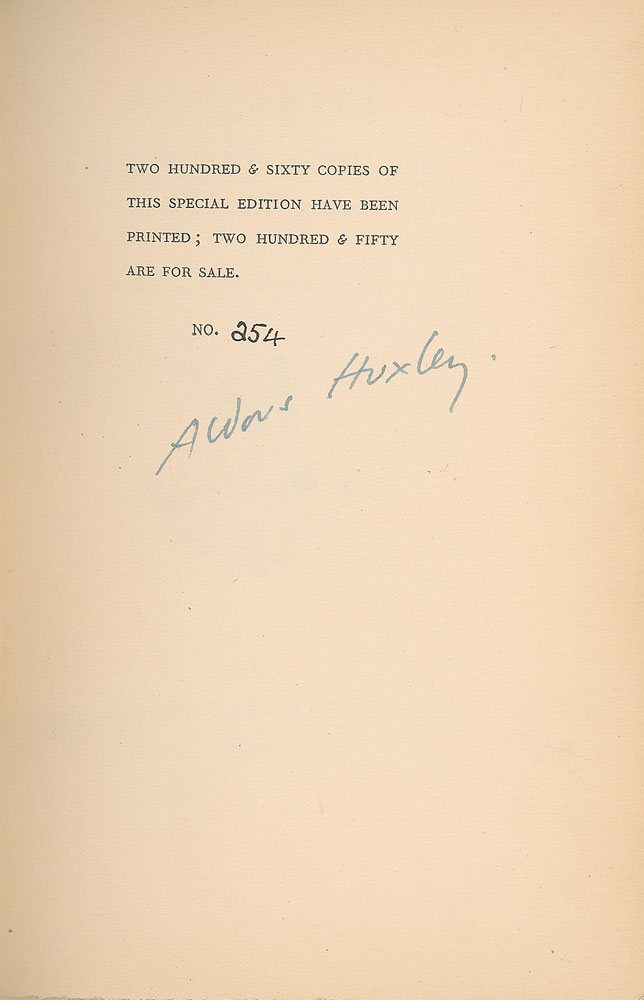 TWO HUNDRED & SIXTY COPIES OF
THIS SPECIAL EDITION HAVE BEEN
PRINTED; TWO HUNDRED & FIFTY
ARE FOR SALE.
NO. 254
Aldous Huxley.